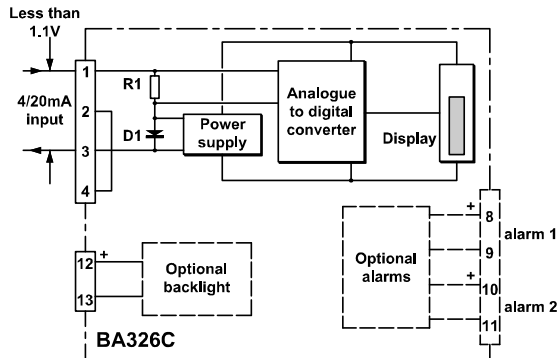 Less than
1.1V
4/20mA
input
1
2
3
4
R1
D1
Power
supply
Analogue
to digital
converter
Display
12
+
13
Optional
backlight
Optional
alarms
+
8
9
alarm 1
+
10
11
alarm 2
BA326C